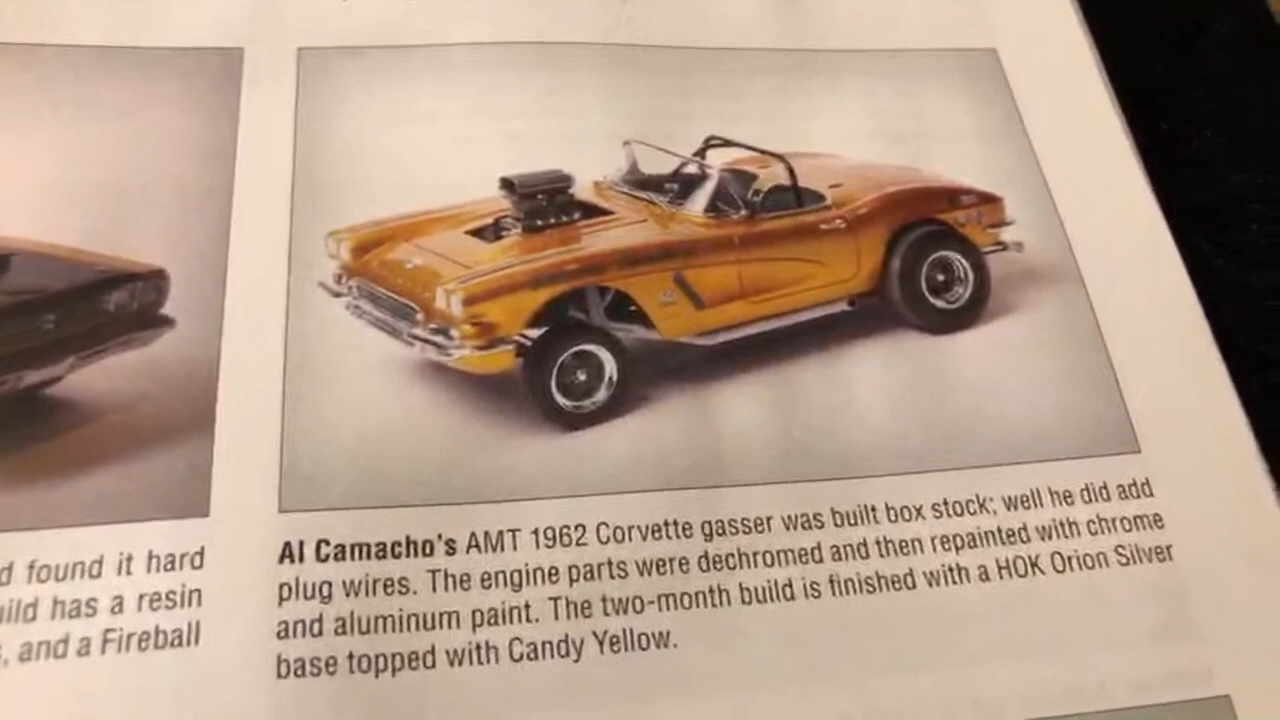 d found it hard
ild has a resin
, and a Fireball
Al Camacho's AMT 1962 Corvette gasser was built box stock; well he did add
plug wires. The engine parts were dechromed and then repainted with chrome
and aluminum paint. The two-month build is finished with a HOK Orion Silver
base topped with Candy Yellow.